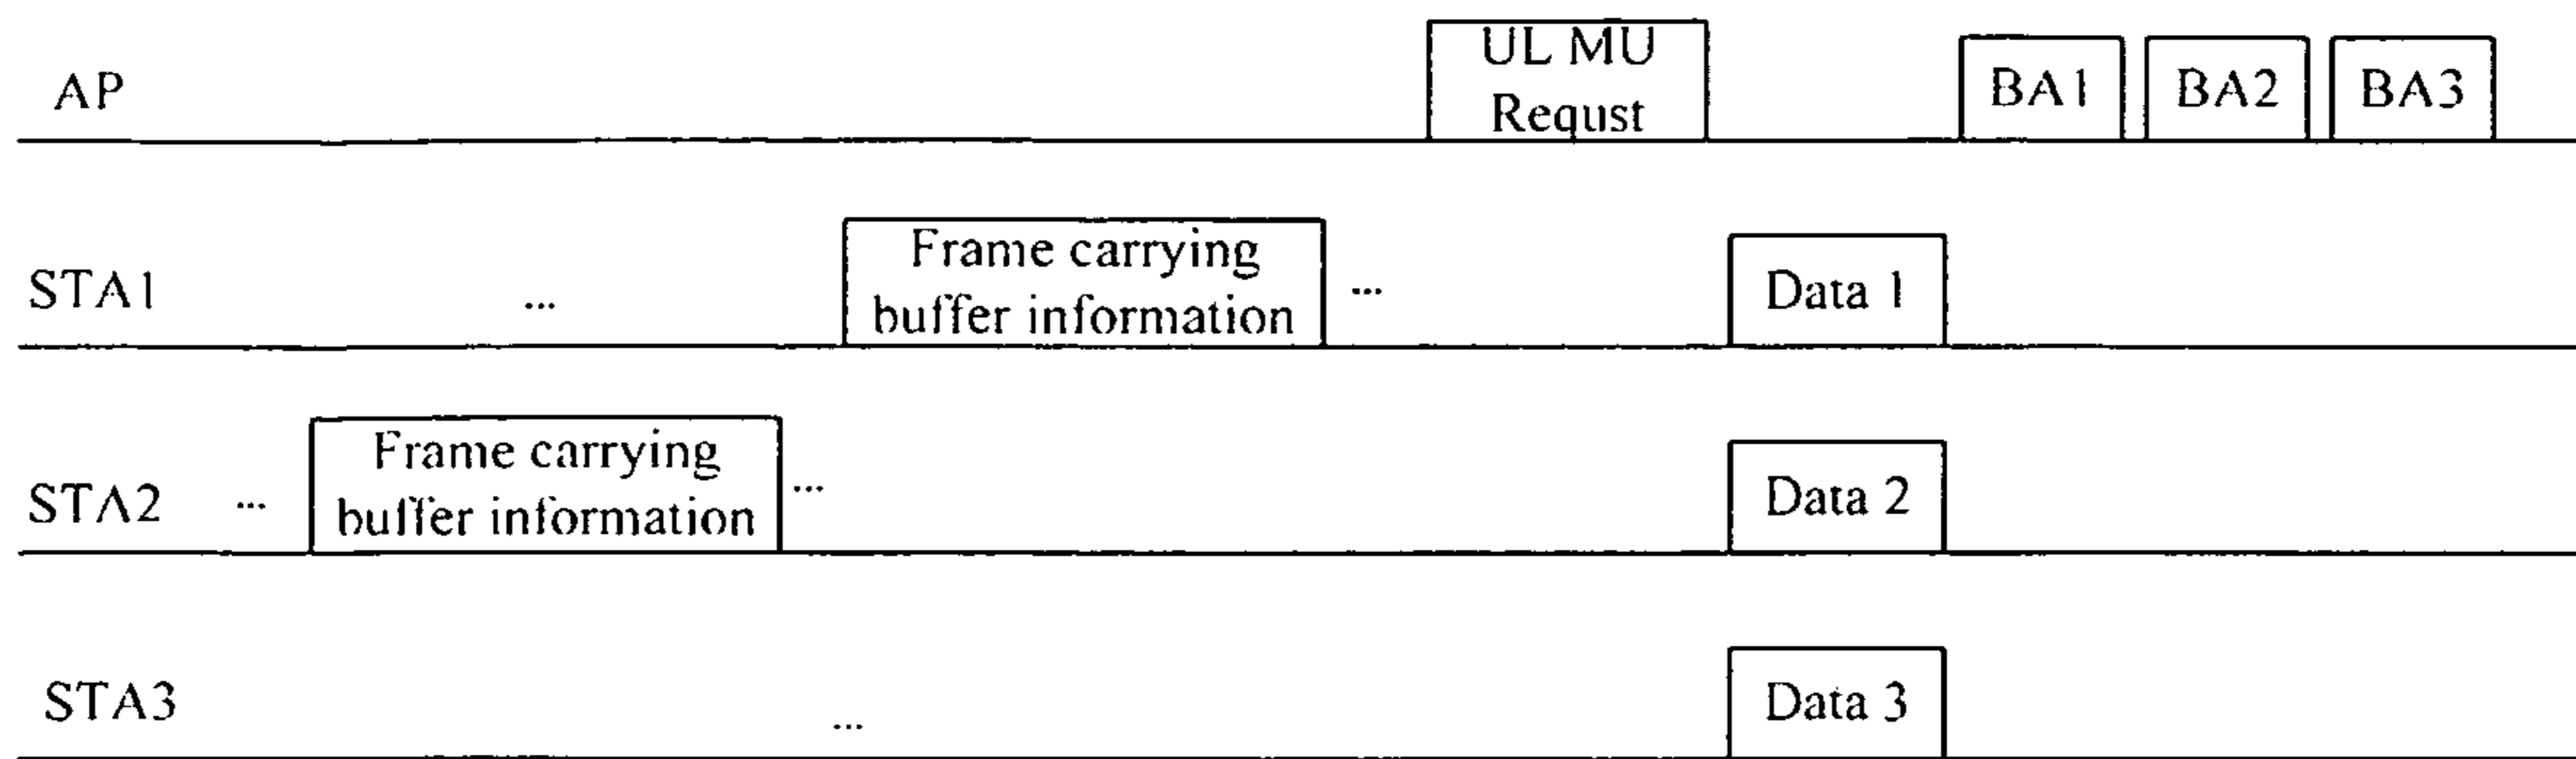 UL MU
Requst
AP
BA1
BA2
BA3
Frame carrying
buffer information
STA1
...
...
Data 1
Frame carrying
buffer information
STA2
...
...
Data 2
STA3
...
Data 3